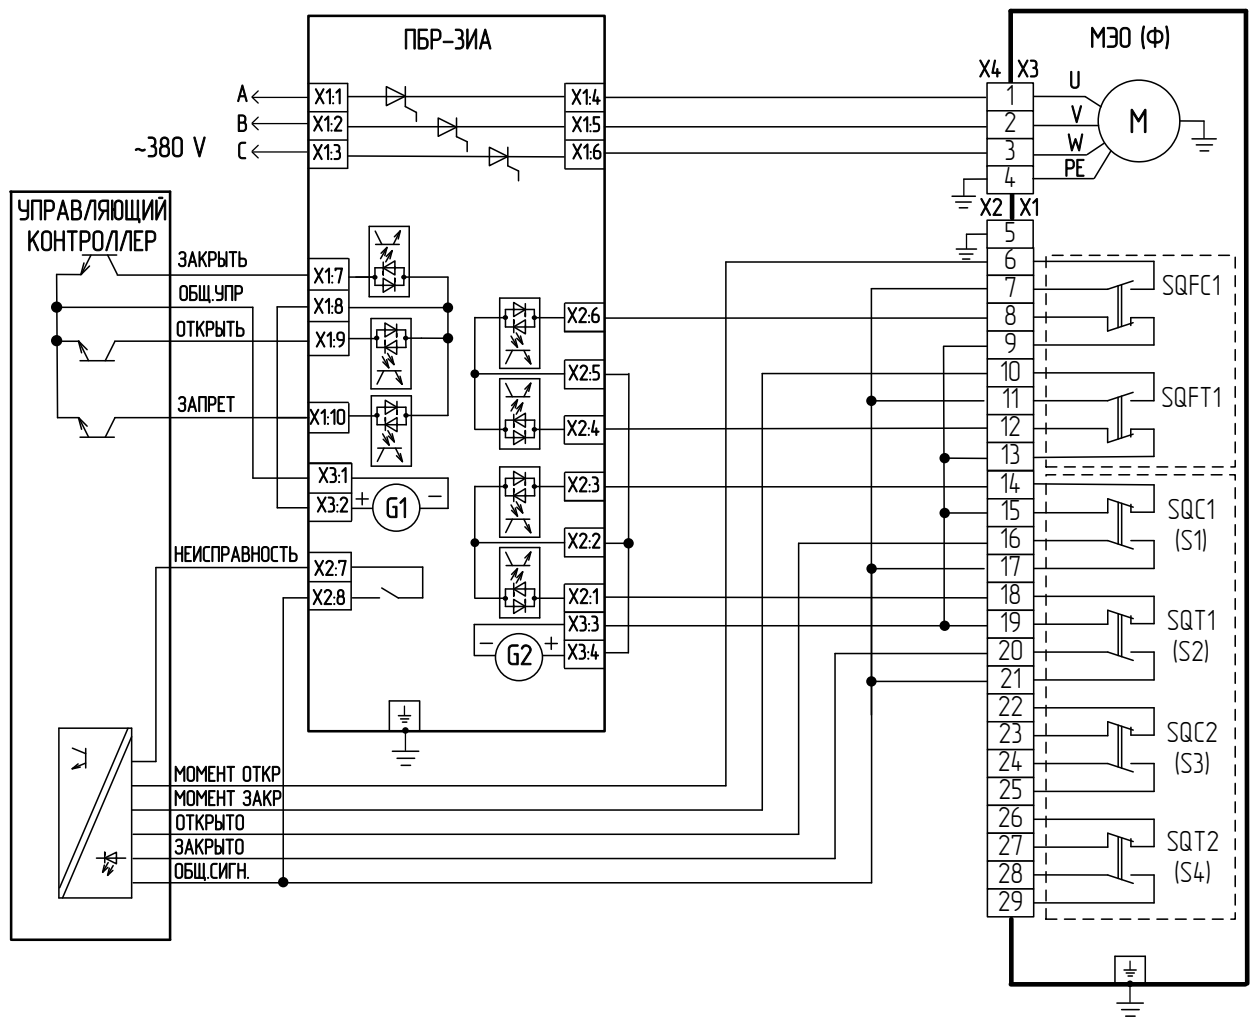 ПБР-3ИА
МЭО (Ф)
X4 X3
A
X1:1
X1:4
1
U
B
X1:2
X1:5
2
V
M
~380 V
C
X1:3
X1:6
3
W
4
PE
X2 X1
УПРАВЛЯЮЩИЙ
КОНТРОЛЛЕР
ЗАКРЫТЬ
X1:7
ОБЩ.УПР
X1:8
ОТКРЫТЬ
X1:9
ЗАПРЕТ
X1:10
X3:1
X3:2
+
G1
–
НЕИСПРАВНОСТЬ
X2:7
X2:8
X2:6
X2:5
X2:4
X2:3
X2:2
X2:1
X3:3
X3:4
–
G2
+
5
6
7
8
9
10
11
12
13
14
15
16
17
18
19
20
21
22
23
24
25
26
27
28
29
SQFC1
SQFT1
SQC1
(S1)
SQT1
(S2)
SQC2
(S3)
SQT2
(S4)
МОМЕНТ ОТКР
МОМЕНТ ЗАКР
ОТКРЫТО
ЗАКРЫТО
ОБЩ.СИГН.